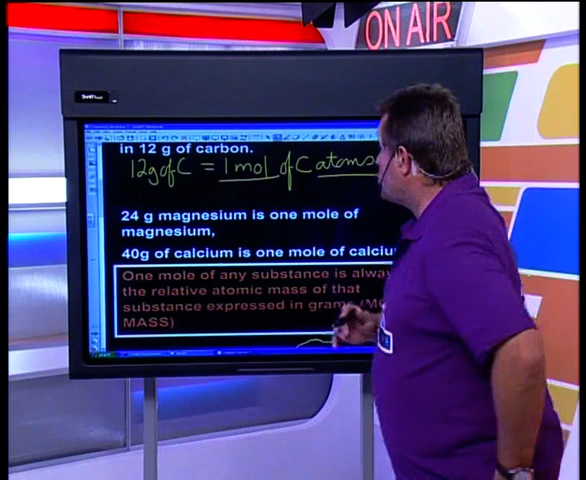 ON AIR
SMART
in 12 g of carbon.
12g of C = 1 mol of C atoms
24 g magnesium is one mole of
magnesium,
40g of calcium is one mole of calciu
One mole of any substance is alway
the relative atomic mass of that
substance expressed in grams (MO
MASS)